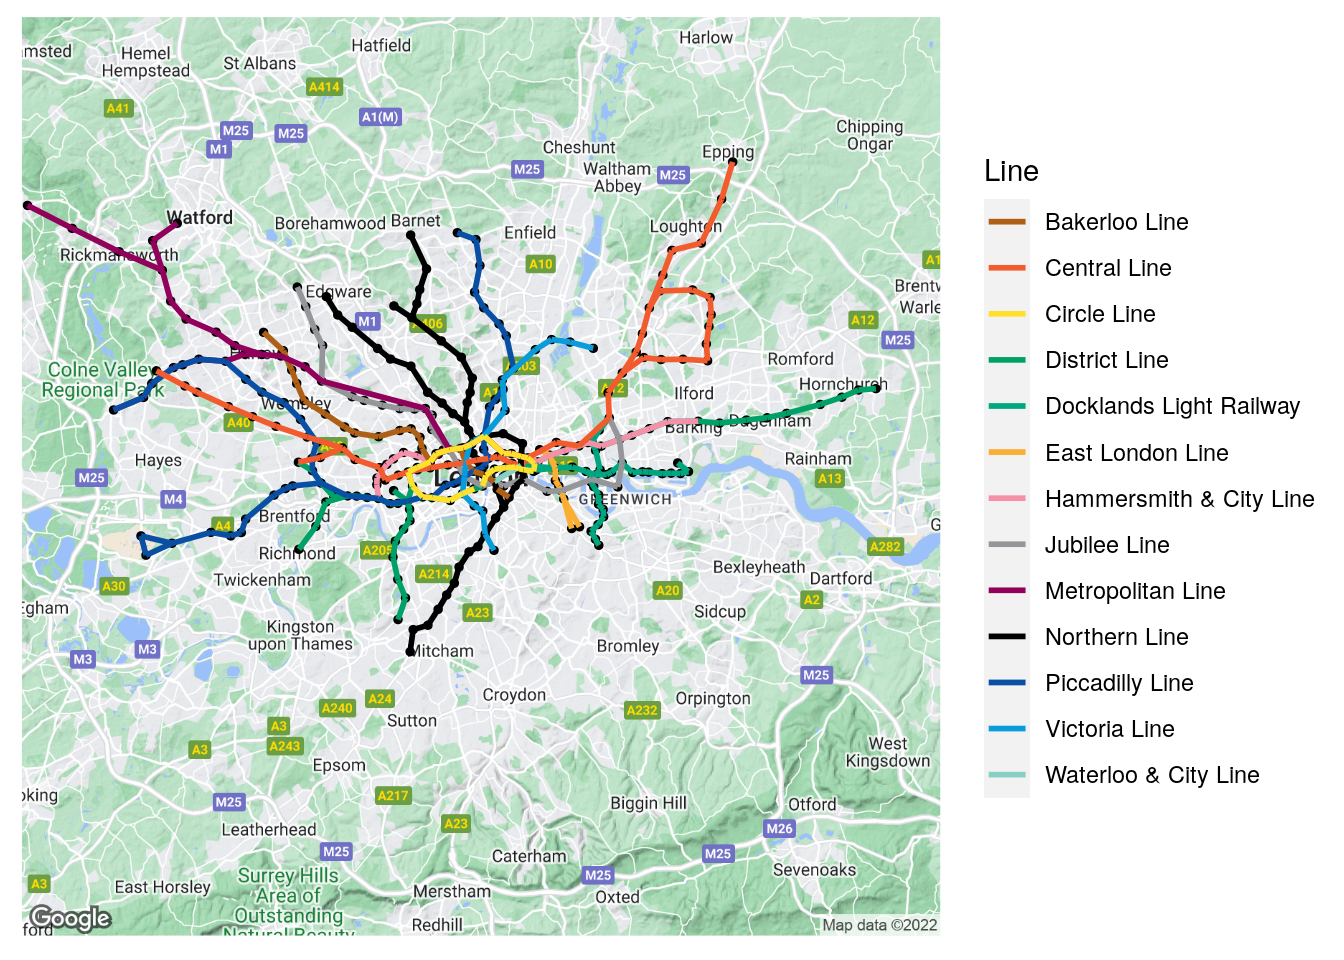 Harlow
Hatfield
Hemel
Hempstead
St Albans
A414
A41
A1(M)
M25
M25
M1
Chipping
Ongar
Cheshunt
Epping
M25
Waltham
Abbey
M25
Watford
Borehamwood
Barnet
Enfield
Loughton
Rickmansworth
A10
Edgware
M1
A406
A12
M25
Colne Valley
Regional Park
Romford
Hornchurch
Ilford
A12
Wembley
A40
Barking
Dagenham
Hayes
Rainham
M25
A13
M4
GREENWICH
Brentford
A4
Richmond
A205
A282
Twickenham
A214
Bexleyheath
Dartford
A30
A20
A2
Egham
A23
Sidcup
Kingston
upon Thames
Mitcham
Bromley
M3
M3
M25
Croydon
Orpington
A24
A240
A232
Sutton
A3
A3
A243
West
Kingsdown
Epsom
A217
M25
Biggin Hill
Otford
Leatherhead
A23
M26
M25
M25
Caterham
Sevenoaks
M25
A3
East Horsley
Surrey Hills
Area of
Outstanding
Natural Beauty
Merstham
Oxted
Redhill
Google
Map data ©2022
Line
Bakerloo Line
Central Line
Circle Line
District Line
Docklands Light Railway
East London Line
Hammersmith & City Line
Jubilee Line
Metropolitan Line
Northern Line
Piccadilly Line
Victoria Line
Waterloo & City Line